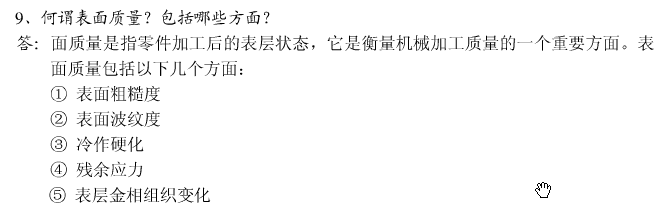 9、何谓表面质量？包括哪些方面？
答：面质量是指零件加工后的表层状态，它是衡量机械加工质量的一个重要方面。表
面质量包括以下几个方面：
① 表面粗糙度
② 表面波纹度
③ 冷作硬化
④ 残余应力
⑤ 表层金相组织变化